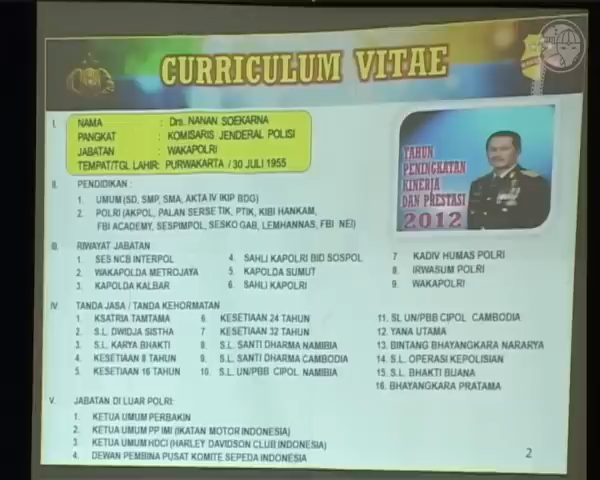 CURRICULUM VITAE
I. NAMA : Drs. NANAN SOEKARNA
PANGKAT : KOMISARIS JENDERAL POLISI
JABATAN : WAKAPOLRI
TEMPAT/TGL LAHIR: PURWAKARTA / 30 JULI 1955
TAHUN
PENINGKATAN
KINERJA
DAN PRESTASI
2012
II. PENDIDIKAN :
1. UMUM (SD, SMP, SMA, AKTA IV IKIP BDG)
2. POLRI (AKPOL, PALAN SERSE TIK, PTIK, KIBI HANKAM,
FBI ACADEMY, SESPIMPOL, SESKO GAB, LEMHANNAS, FBI NEI)
III. RIWAYAT JABATAN
1. SES NCB INTERPOL
2. WAKAPOLDA METROJAYA
3. KAPOLDA KALBAR
4. SAHLI KAPOLRI BID SOSPOL
5. KAPOLDA SUMUT
6. SAHLI KAPOLRI
7 KADIV HUMAS POLRI
8. IRWASUM POLRI
9. WAKAPOLRI
IV. TANDA JASA / TANDA KEHORMATAN
1. KSATRIA TAMTAMA
2. S.L. DWIDJA SISTHA
3. S.L. KARYA BHAKTI
4. KESETIAAN 8 TAHUN
5. KESETIAAN 16 TAHUN
6 KESETIAAN 24 TAHUN
7 KESETIAAN 32 TAHUN
8. S.L. SANTI DHARMA NAMIBIA
9. S.L. SANTI DHARMA CAMBODIA
10. S.L. UN/PBB CIPOL NAMIBIA
11. SL UN/PBB CIPOL CAMBODIA
12. YANA UTAMA
13. BINTANG BHAYANGKARA NARARYA
14. S.L. OPERASI KEPOLISIAN
15. S.L. BHAKTI BUANA
16. BHAYANGKARA PRATAMA
V. JABATAN DI LUAR POLRI:
1. KETUA UMUM PERBAKIN
2. KETUA UMUM PP IMI (IKATAN MOTOR INDONESIA)
3. KETUA UMUM HDCI (HARLEY DAVIDSON CLUB INDONESIA)
4. DEWAN PEMBINA PUSAT KOMITE SEPEDA INDONESIA
2